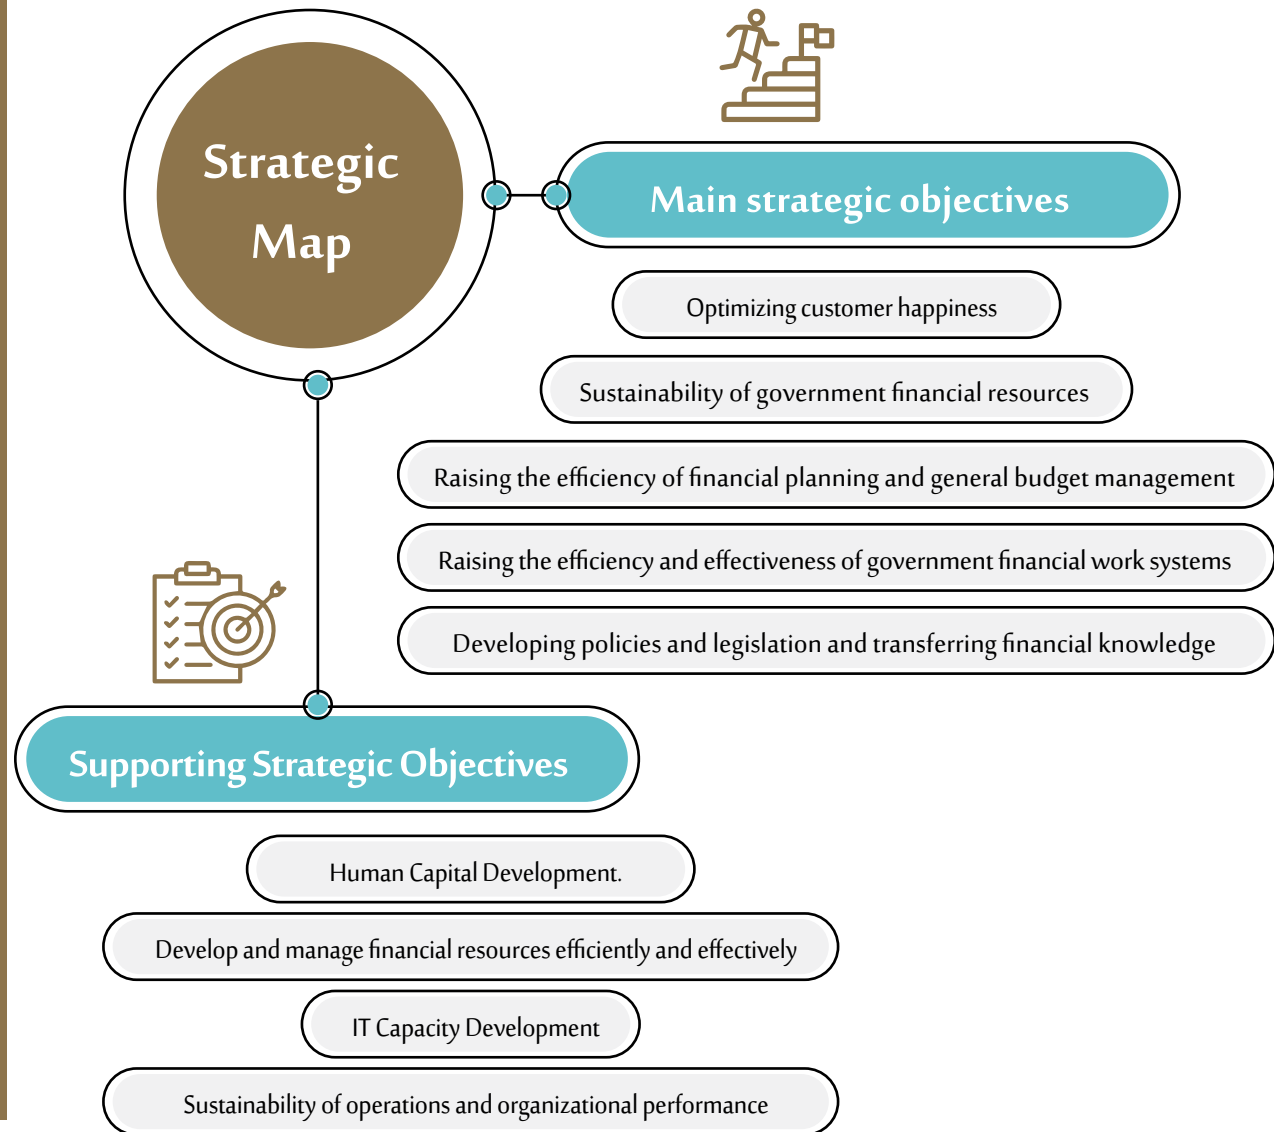 Strategic
Map
Main strategic objectives
Optimizing customer happiness
Sustainability of government financial resources
Raising the efficiency of financial planning and general budget management
Raising the efficiency and effectiveness of government financial work systems
Developing policies and legislation and transferring financial knowledge
Supporting Strategic Objectives
Human Capital Development.
Develop and manage financial resources efficiently and effectively
IT Capacity Development
Sustainability of operations and organizational performance